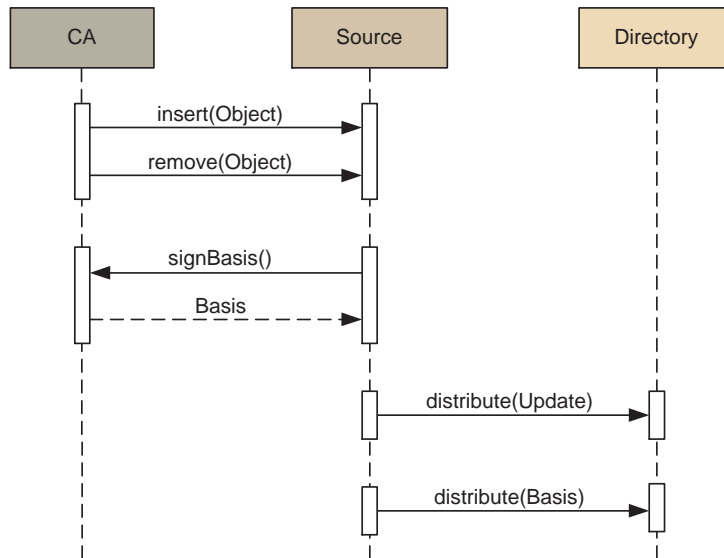 CA
Source
Directory
insert(Object)
remove(Object)
signBasis()
Basis
distribute(Update)
distribute(Basis)